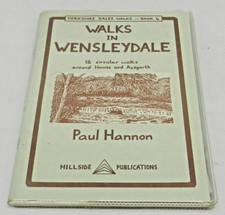 YORKSHIRE DALES WALKS - BOOK 4
WALKS
IN
WENSLEYDALE
18 circular walks
around Hawes and Aysgarth
Paul Hannon
HILLSIDE PUBLICATIONS